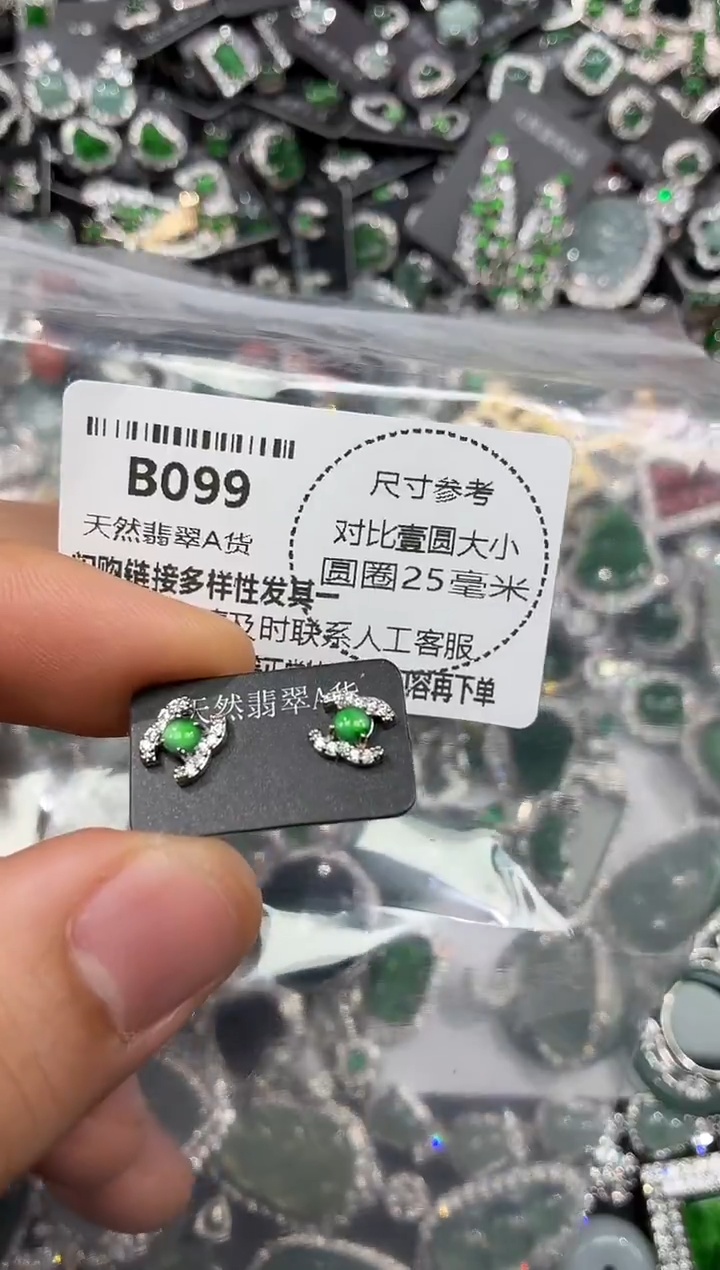 B099
天然翡翠A货
尺寸参考
对比壹圆大小
圆圈25毫米
购链接多样性发其一
及时联系人工客服
容再下单
天然翡翠A货